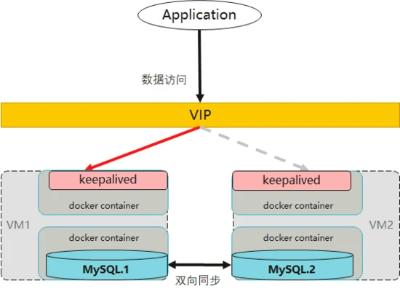 Application
数据访问
VIP
keepalived
keepalived
docker container
docker container
VM1
VM2
docker container
docker container
MySQL.1
MySQL.2
双向同步